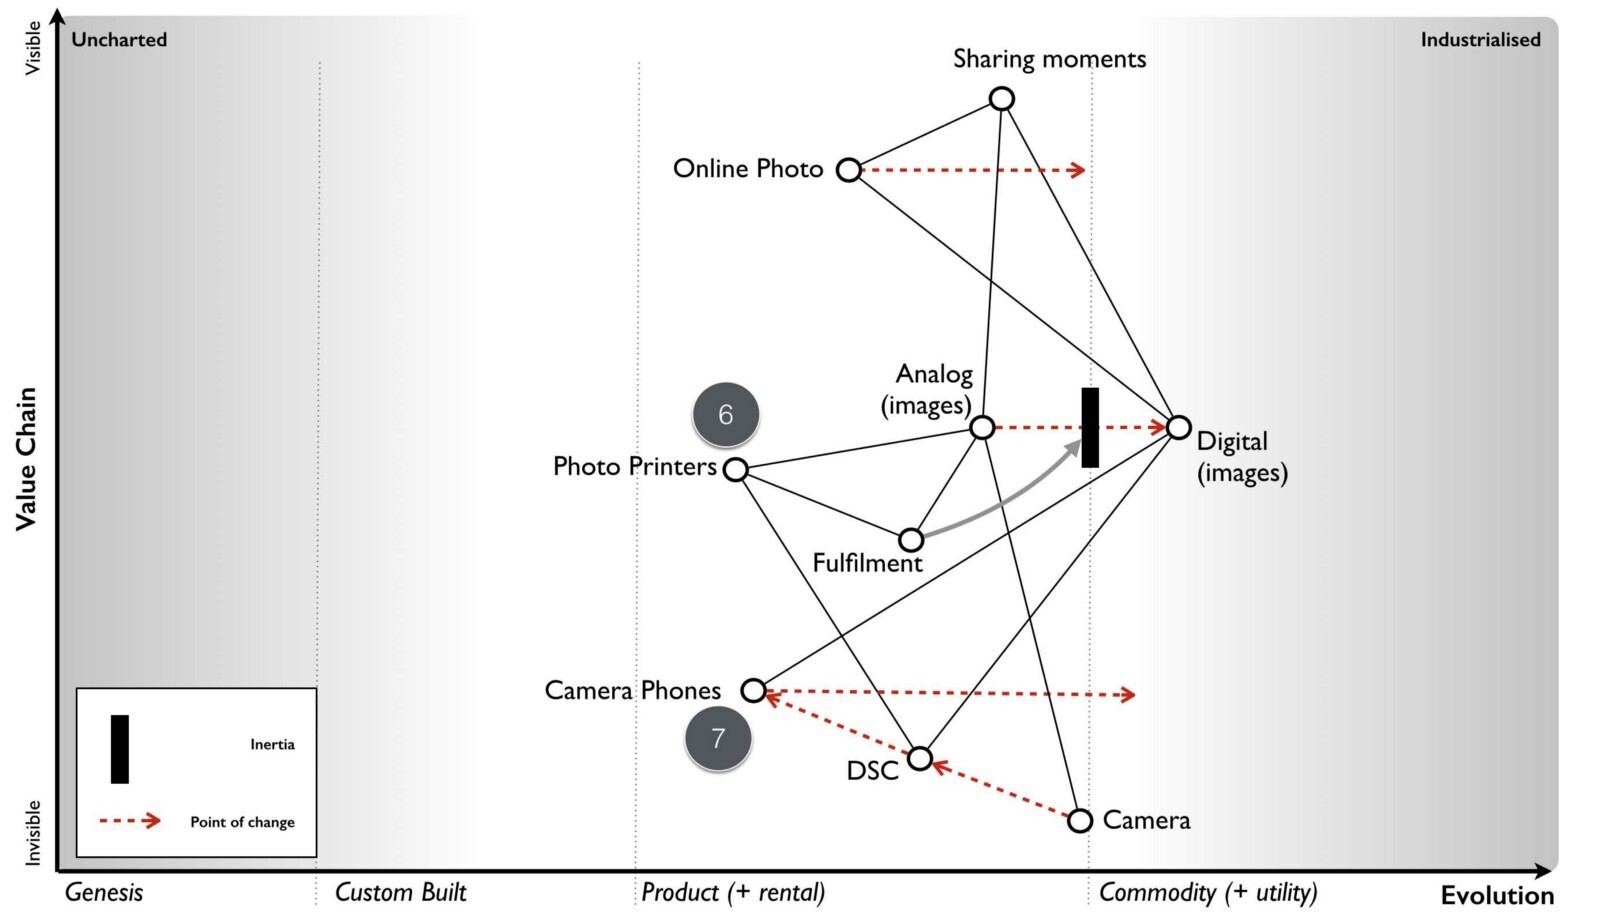 Visible
Uncharted
Industrialised
Sharing moments
Online Photo
Analog
(images)
6
Digital
(images)
Photo Printers
Fulfilment
Value Chain
Camera Phones
7
DSC
Camera
Inertia
Point of change
Invisible
Genesis
Custom Built
Product (+ rental)
Commodity (+ utility)
Evolution